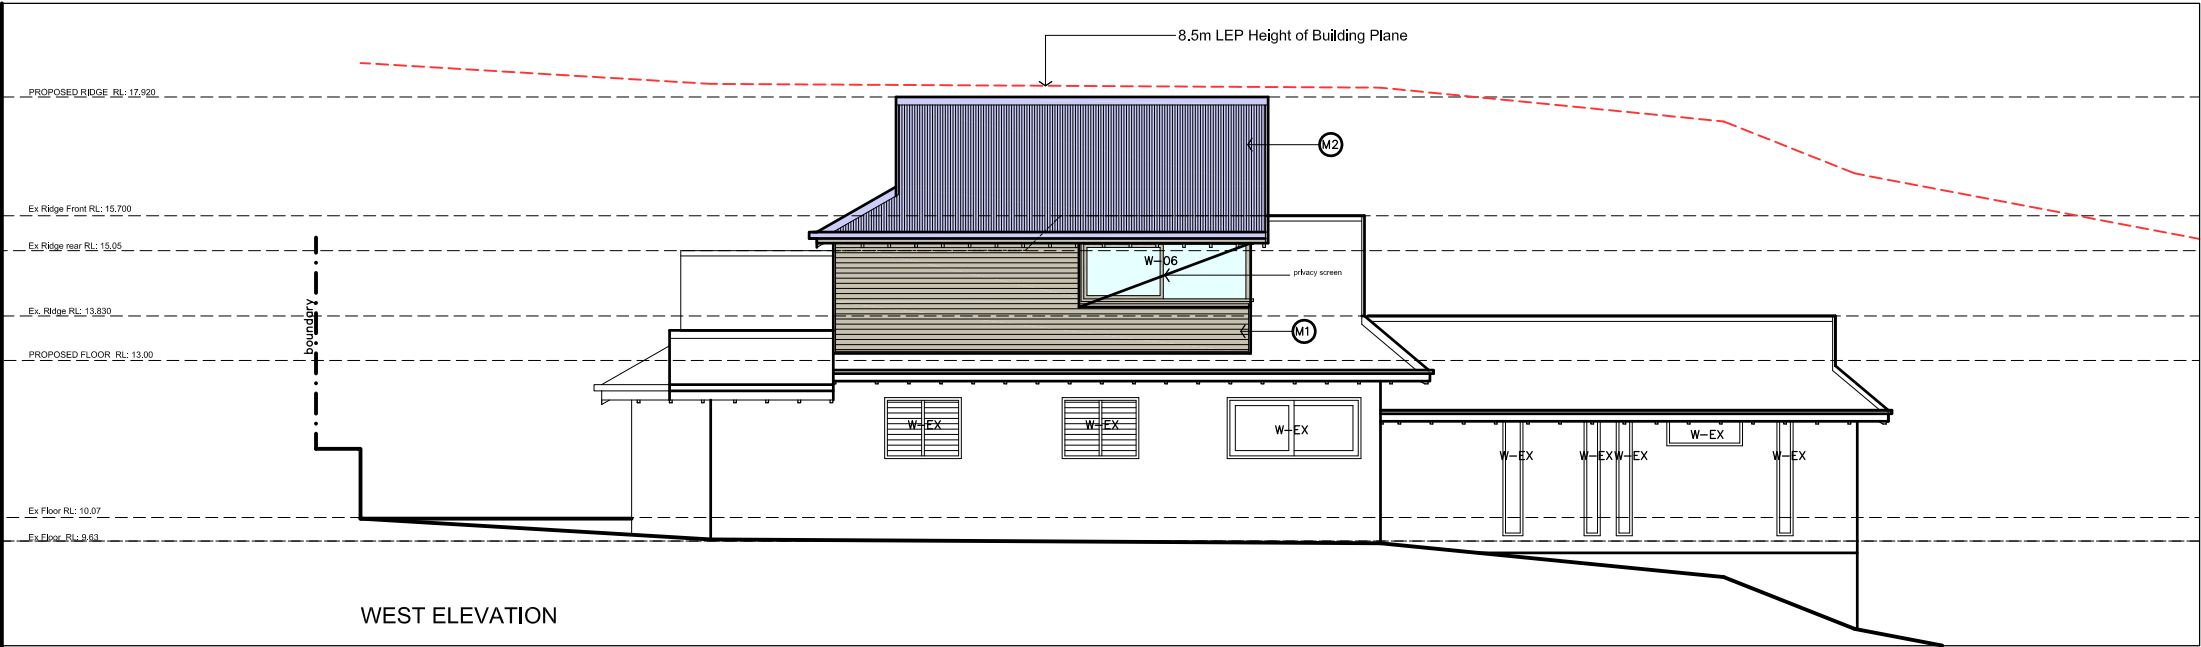 8.5m LEP Height of Building Plane
PROPOSED RIDGE RL: 17.920
M2
Ex Ridge Front RL: 15.700
Ex Ridge rear RL: 15.05
W-06
privacy screen
boundary
Ex. Ridge RL: 13.830
M1
PROPOSED FLOOR RL: 13.00
W-EX
W-EX
W-EX
W-EX
W-EX
W-EX
W-EX
W-EX
Ex Floor RL: 10.07
Ex Floor RL: 9.63
WEST ELEVATION